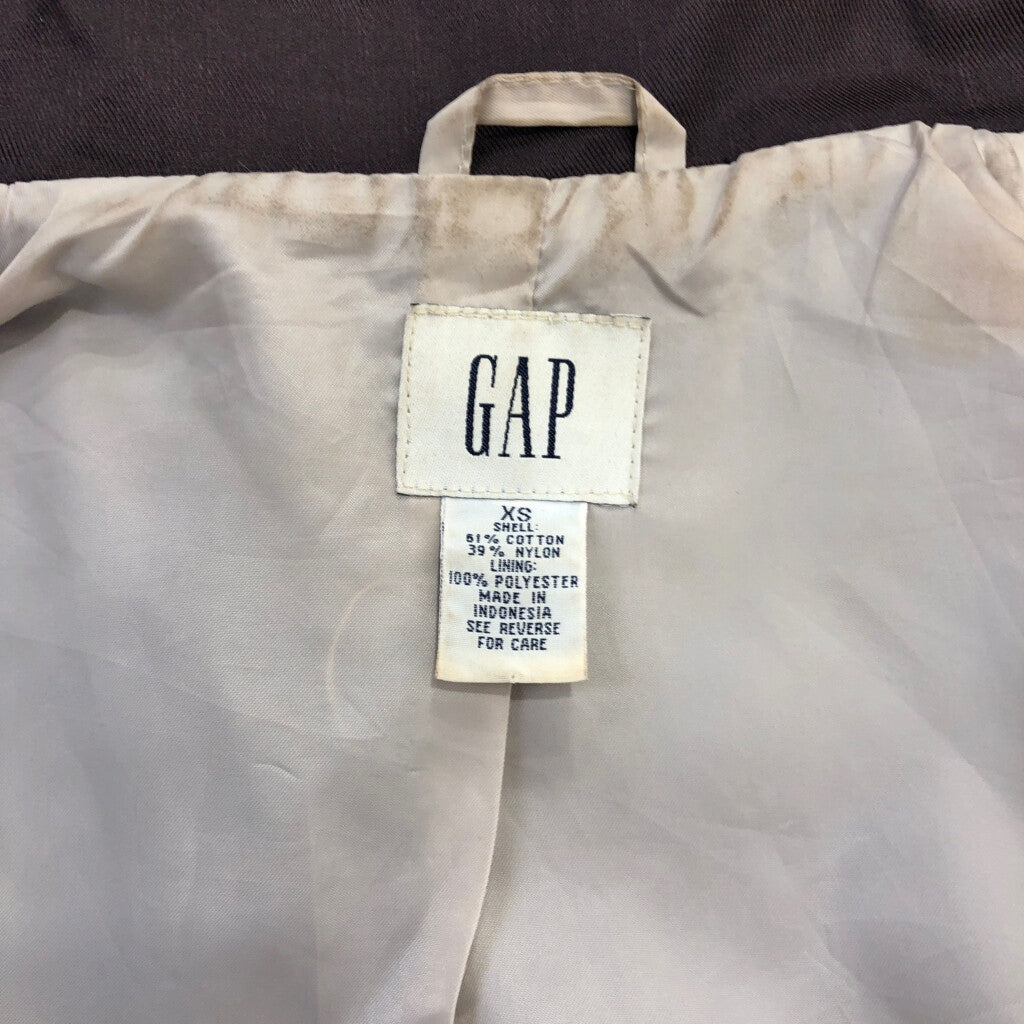 GAP
XS
SHELL:
61% COTTON
39% NYLON
LINING:
100% POLYESTER
MADE IN
INDONESIA
SEE REVERSE
FOR CARE